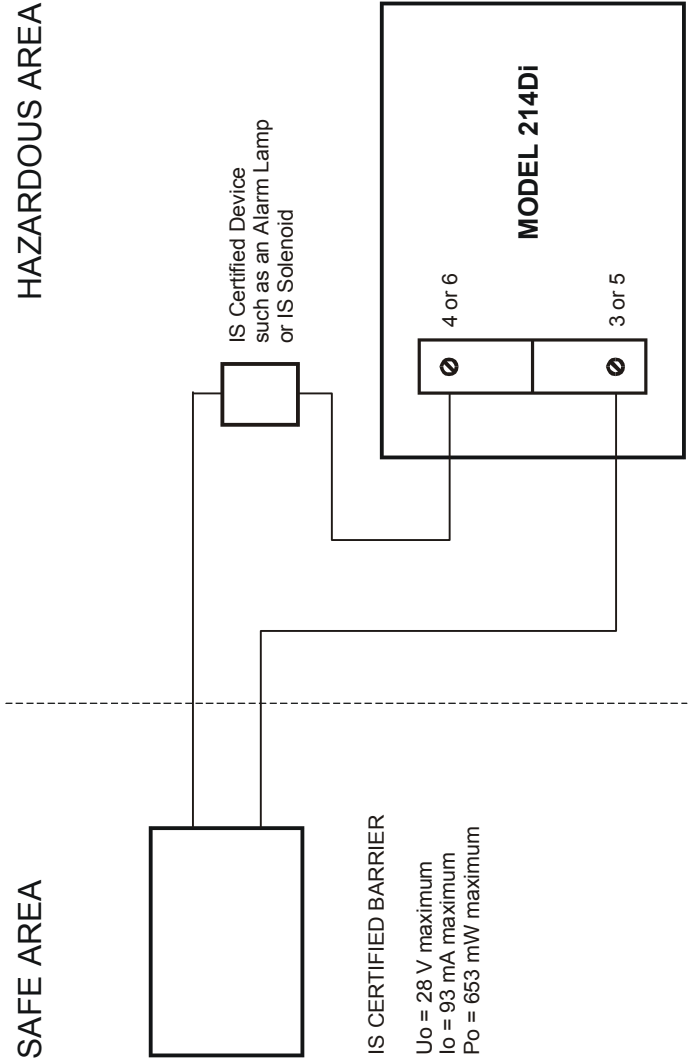 SAFE AREA
HAZARDOUS AREA
IS Certified Device
such as an Alarm Lamp
or IS Solenoid
IS CERTIFIED BARRIER
Uo = 28 V maximum
Io = 93 mA maximum
Po = 653 mW maximum
4 or 6
3 or 5
MODEL 214Di